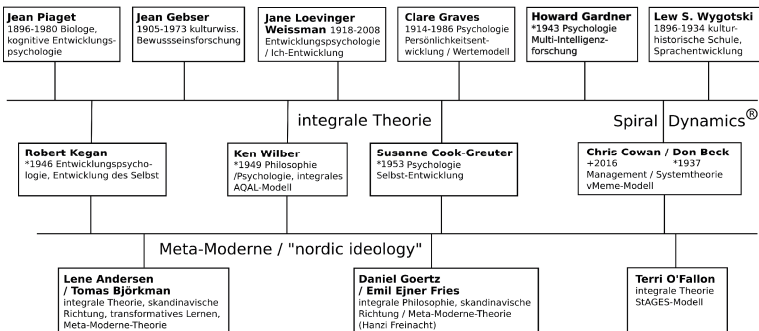 Jean Piaget
1896-1980 Biologe,
kognitive Entwicklungs-
psychologie
Jean Gebser
1905-1973 kulturwiss.
Bewussseinsforschung
Jane Loevinger
Weissman 1918-2008
Entwicklungspsychologie
/ Ich-Entwicklung
Clare Graves
1914-1986 Psychologie
Persönlichkeitsent-
wicklung / Wertemodell
Howard Gardner
*1943 Psychologie
Multi-Intelligenz-
forschung
Lew S. Wygotski
1896-1934 kultur-
historische Schule,
Sprachentwicklung
integrale Theorie
Spiral Dynamics®
Robert Kegan
*1946 Entwicklungspsycho-
logie, Entwicklung des Selbst
Ken Wilber
*1949 Philosophie
/Psychologie, integrales
AQAL-Modell
Susanne Cook-Greuter
*1953 Psychologie
Selbst-Entwicklung
Chris Cowan / Don Beck
+2016 *1937
Management / Systemtheorie
vMeme-Modell
Meta-Moderne / "nordic ideology"
Lene Andersen
/ Tomas Björkman
integrale Theorie, skandinavische
Richtung, transformatives Lernen,
Meta-Moderne-Theorie
Daniel Goertz
/ Emil Ejner Fries
integrale Philosophie, skandinavische
Richtung / Meta-Moderne-Theorie
(Hanzi Freinacht)
Terri O'Fallon
integrale Theorie
StAGES-Modell